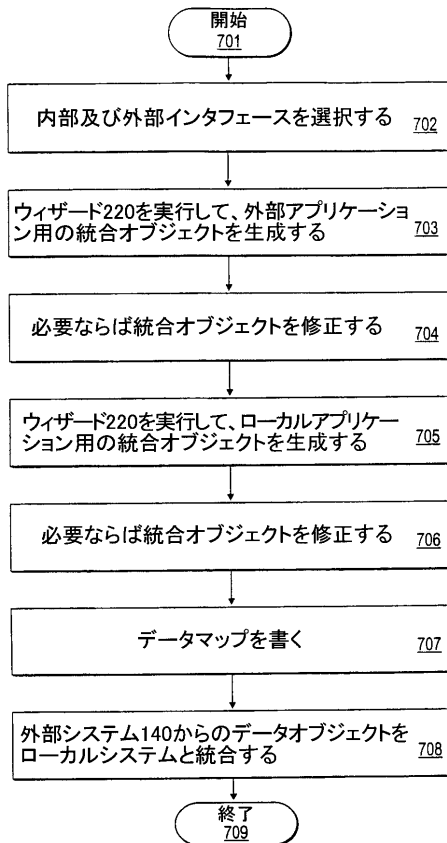 開始
701
内部及び外部インタフェースを選択する
702
ウィザード220を実行して、外部アプリケーショ
ン用の統合オブジェクトを生成する
703
必要ならば統合オブジェクトを修正する
704
ウィザード220を実行して、ローカルアプリケー
ション用の統合オブジェクトを生成する
705
必要ならば統合オブジェクトを修正する
706
データマップを書く
707
外部システム140からのデータオブジェクトを
ローカルシステムと統合する
708
終了
709